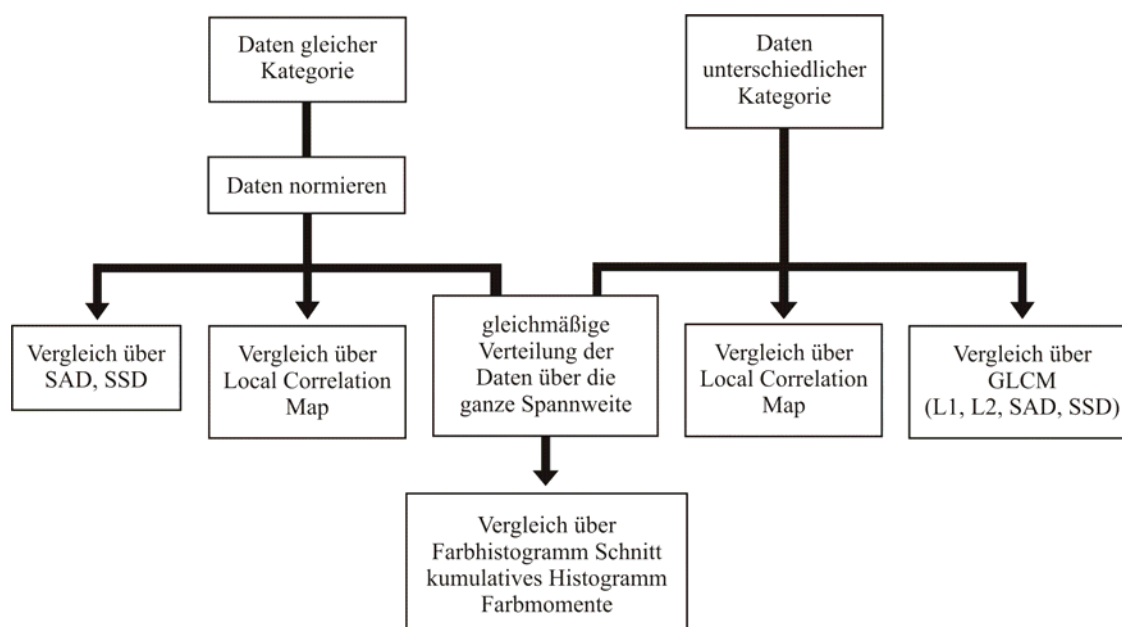 Daten gleicher
Kategorie
Daten
unterschiedlicher
Kategorie
Daten normieren
Vergleich über
SAD, SSD
Vergleich über
Local Correlation
Map
gleichmäßige
Verteilung der
Daten über die
ganze Spannweite
Vergleich über
Local Correlation
Map
Vergleich über
GLCM
(L1, L2, SAD, SSD)
Vergleich über
Farbhistogramm Schnitt
kumulatives Histogramm
Farbmomente